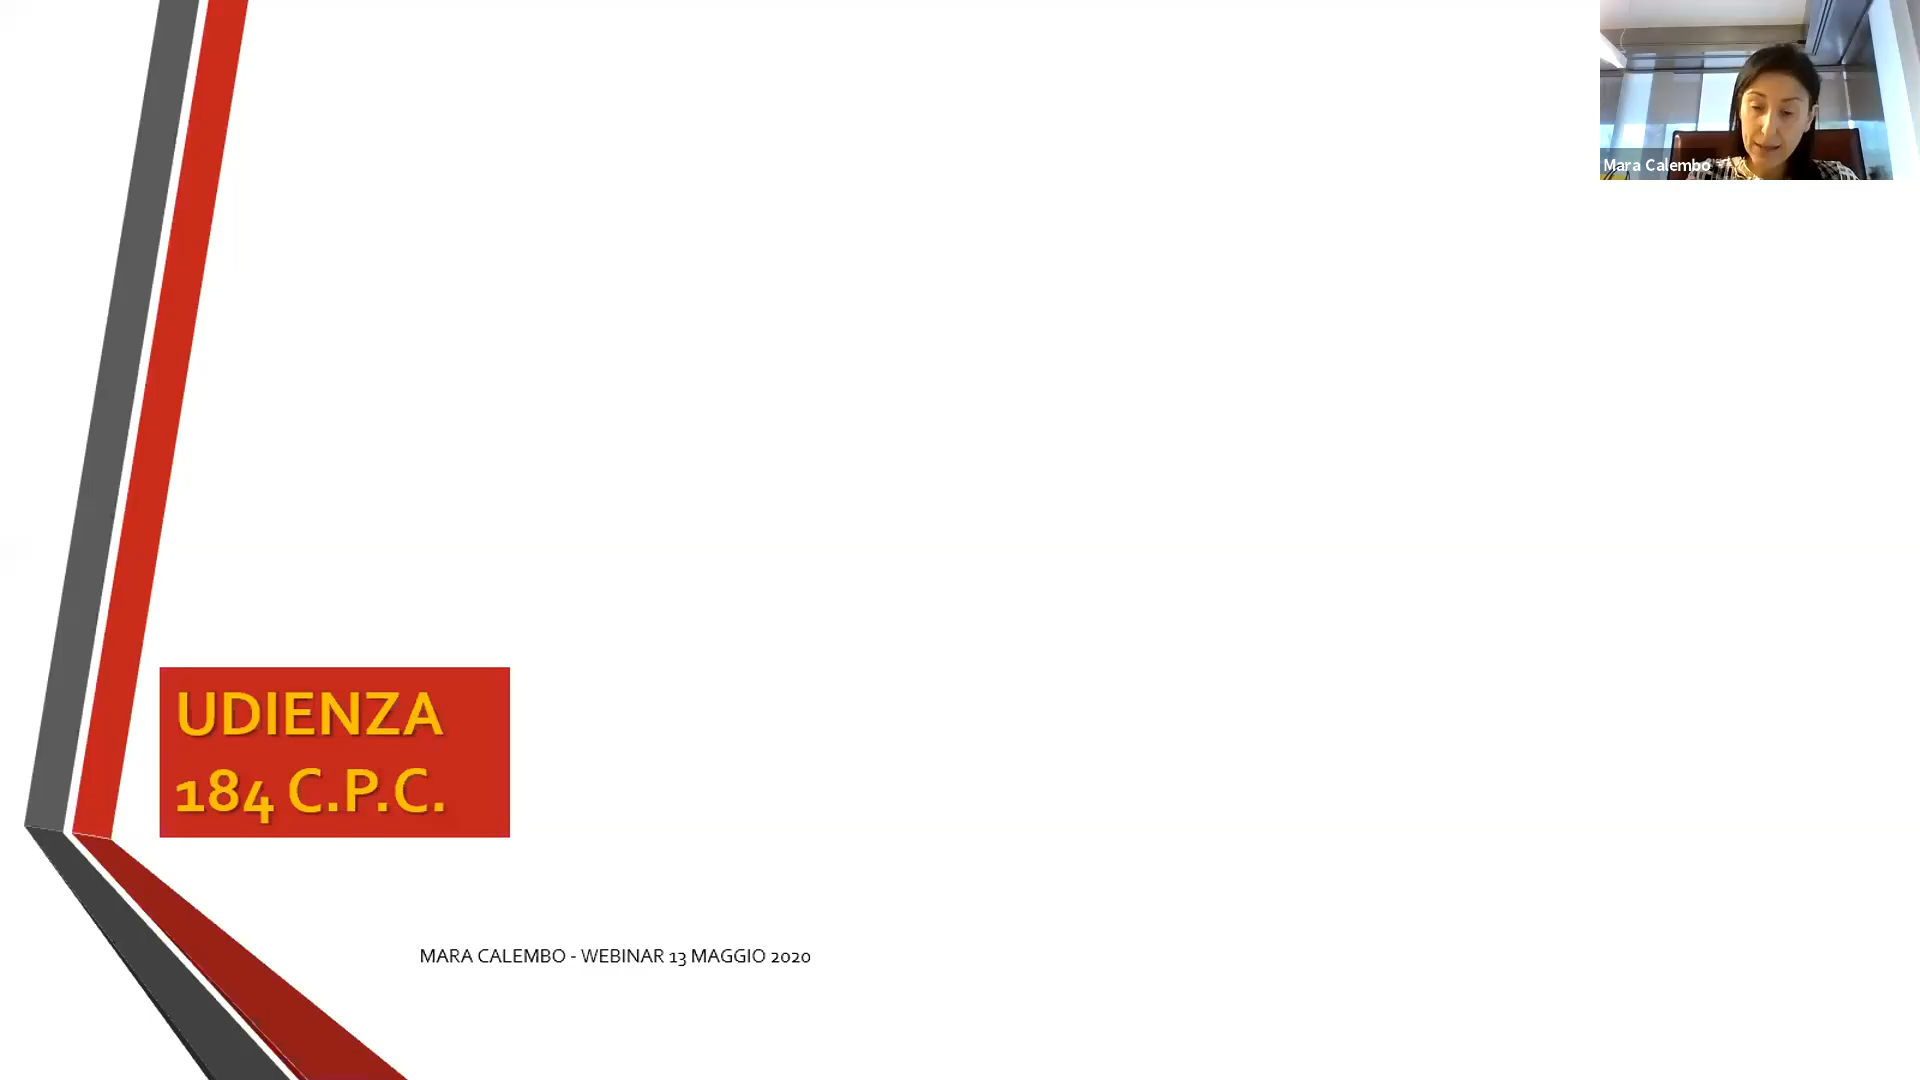 Mara Calembo
UDIENZA
184 C.P.C.
MARA CALEMBO - WEBINAR 13 MAGGIO 2020